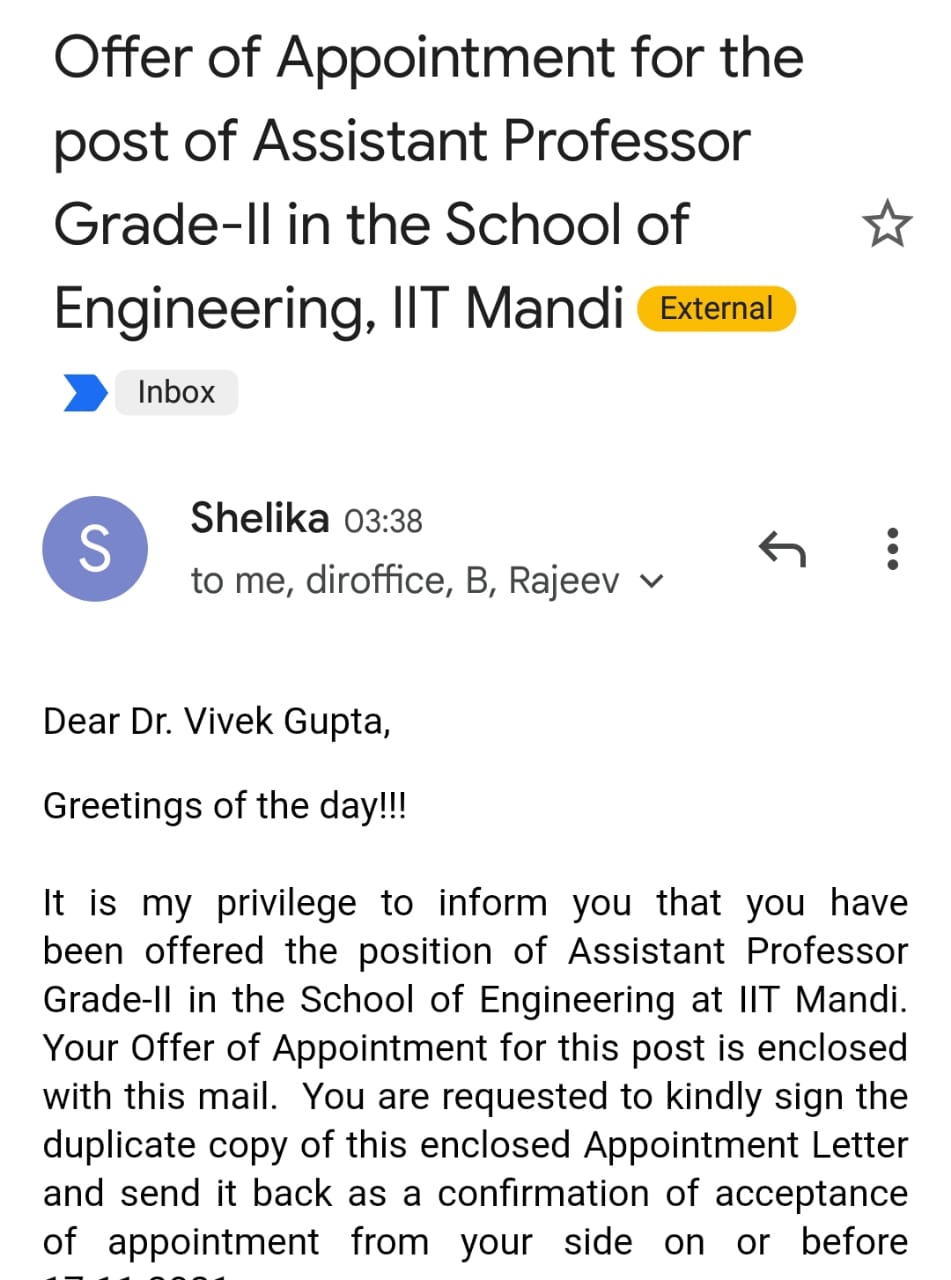 Offer of Appointment for the
post of Assistant Professor
Grade-II in the School of
Engineering, IIT Mandi External
Inbox
S
Shelika 03:38
to me, diroffice, B, Rajeev
Dear Dr. Vivek Gupta,
Greetings of the day!!!
It is my privilege to inform you that you have
been offered the position of Assistant Professor
Grade-II in the School of Engineering at IIT Mandi.
Your Offer of Appointment for this post is enclosed
with this mail. You are requested to kindly sign the
duplicate copy of this enclosed Appointment Letter
and send it back as a confirmation of acceptance
of appointment from your side on or before